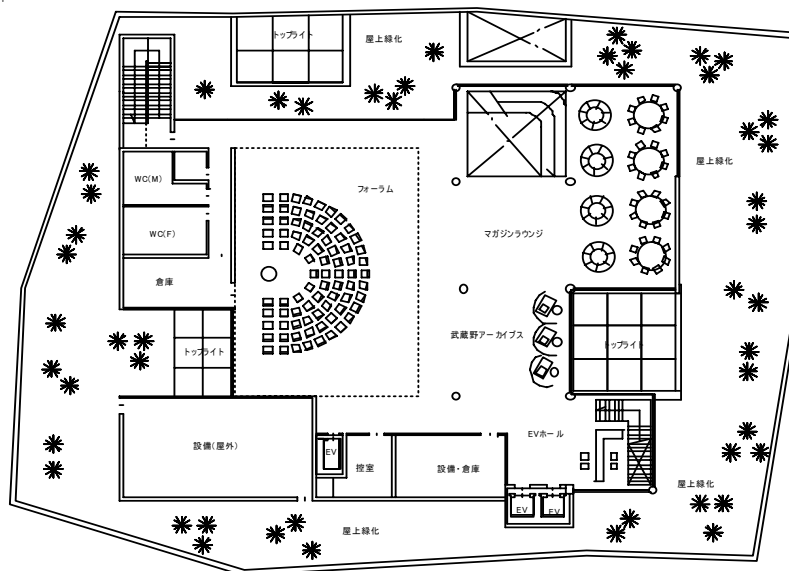 トップライト
屋上緑化
屋上緑化
WC(M)
フォーラム
WC(F)
マガジンラウンジ
倉庫
武蔵野アーカイブス
トップライト
トップライト
EVホール
設備(屋外)
EV
控室
設備・倉庫
屋上緑化
EV
EV
屋上緑化